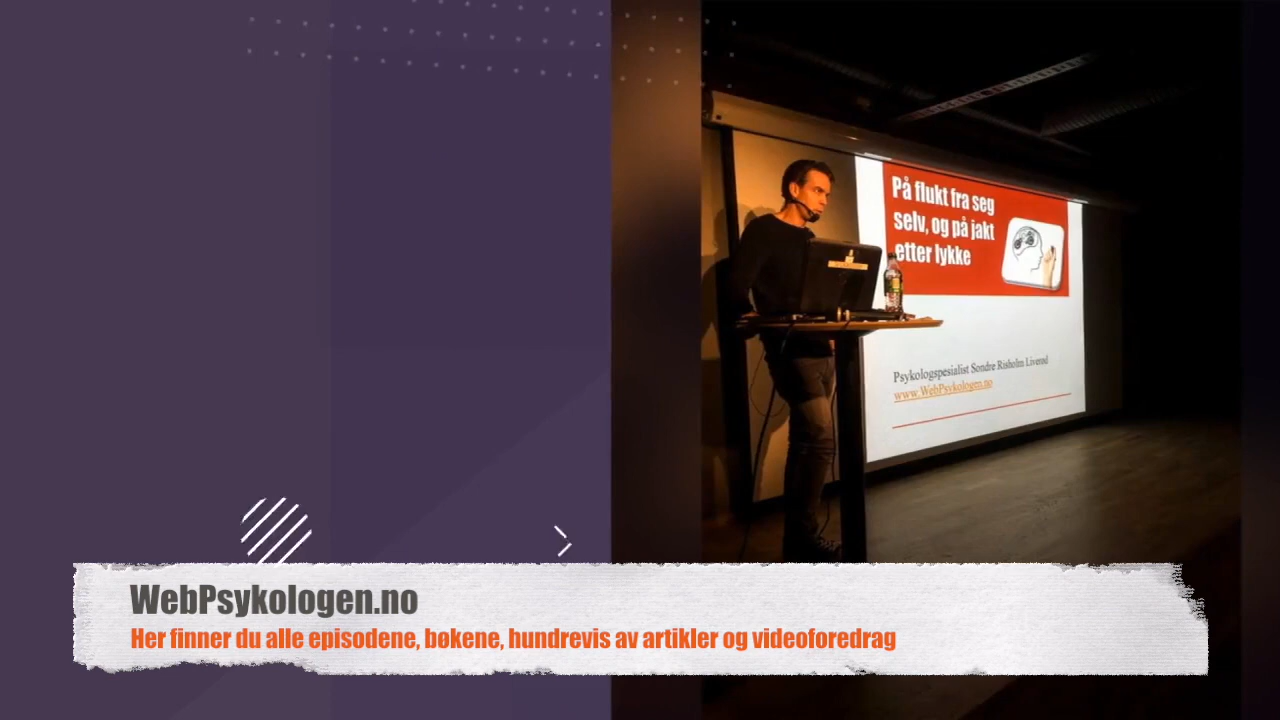 På flukt fra seg
selv, og på jakt
etter lykke
Psykologspesialist Sondre Risholm Liverød
www.WebPsykologen.no
WebPsykologen.no
Her finner du alle episodene, bøkene, hundrevis av artikler og videoforedrag